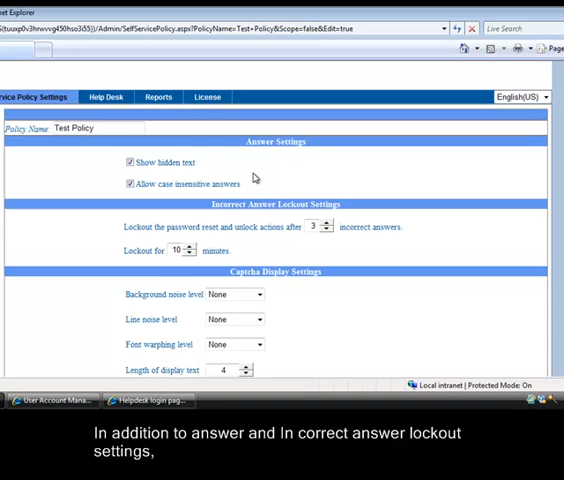 net Explorer
(tuuxp0v3hrwvvg450hso3i55))/Admin/SelfServicePolicy.aspx?PolicyName=Test+Policy&Scope=false&Edit=true Live Search
Page
rvice Policy Settings Help Desk Reports License English(US)
Policy Name: Test Policy
Answer Settings
Show hidden text
Allow case insensitive answers
Incorrect Answer Lockout Settings
Lockout the password reset and unlock actions after 3 incorrect answers.
Lockout for 10 minutes.
Captcha Display Settings
Background noise level None
Line noise level None
Font warphing level None
Length of display text 4
Local intranet | Protected Mode: On
User Account Mana... Helpdesk login pag...
In addition to answer and In correct answer lockout
settings,